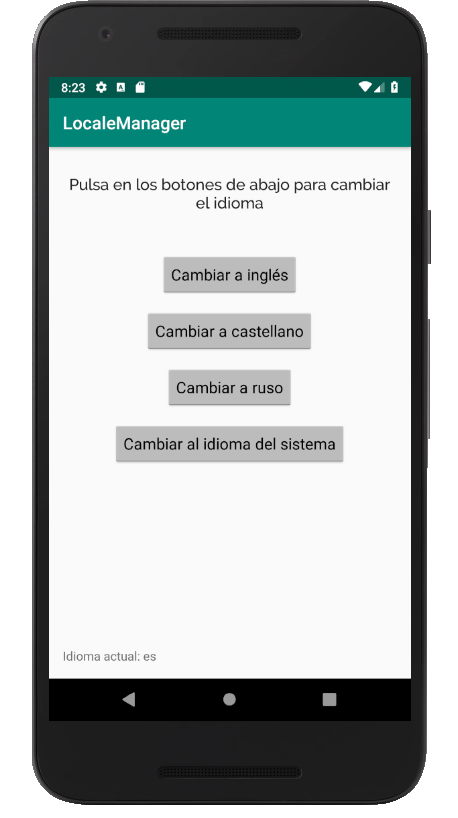 8:23
LocaleManager
Pulsa en los botones de abajo para cambiar
el idioma
Cambiar a inglés
Cambiar a castellano
Cambiar a ruso
Cambiar al idioma del sistema
Idioma actual: es